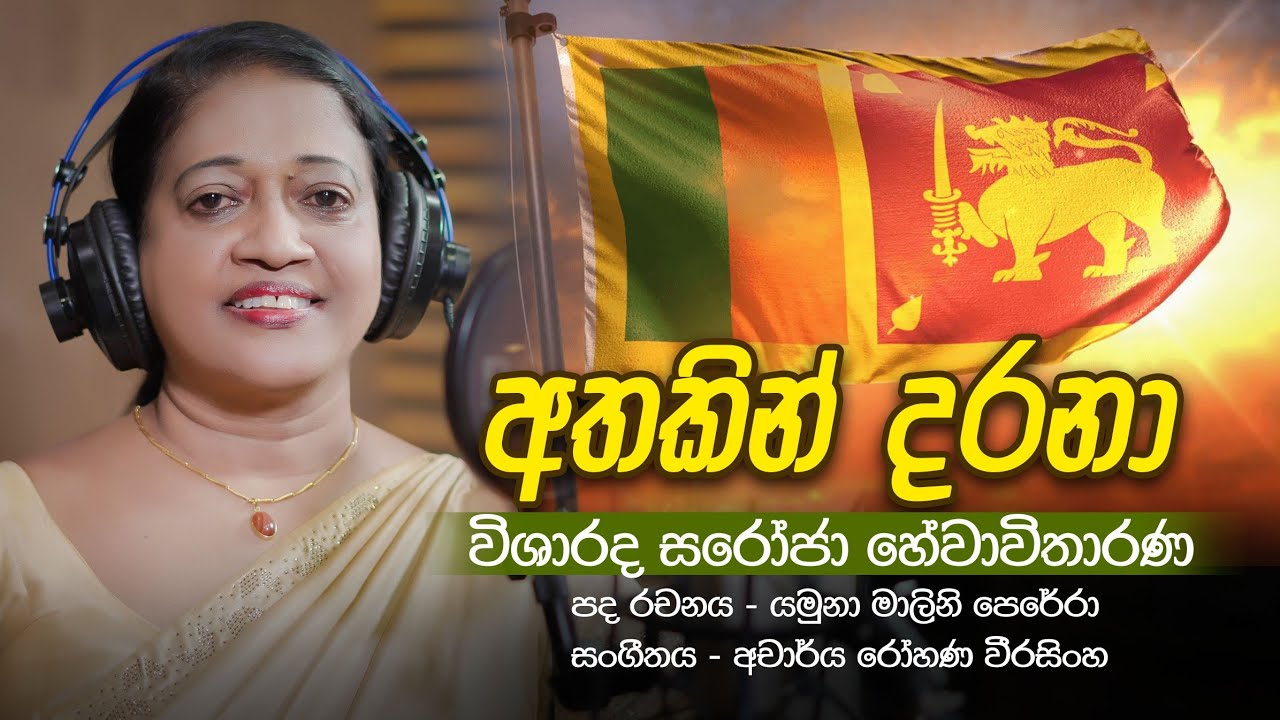 අතකින් දරනා
විශාරද සරෝජා හේවාවිතාරණ
පද රචනය - යමුනා මාලිනි පෙරේරා
සංගීතය - අචාර්ය රෝහණ වීරසිංහ